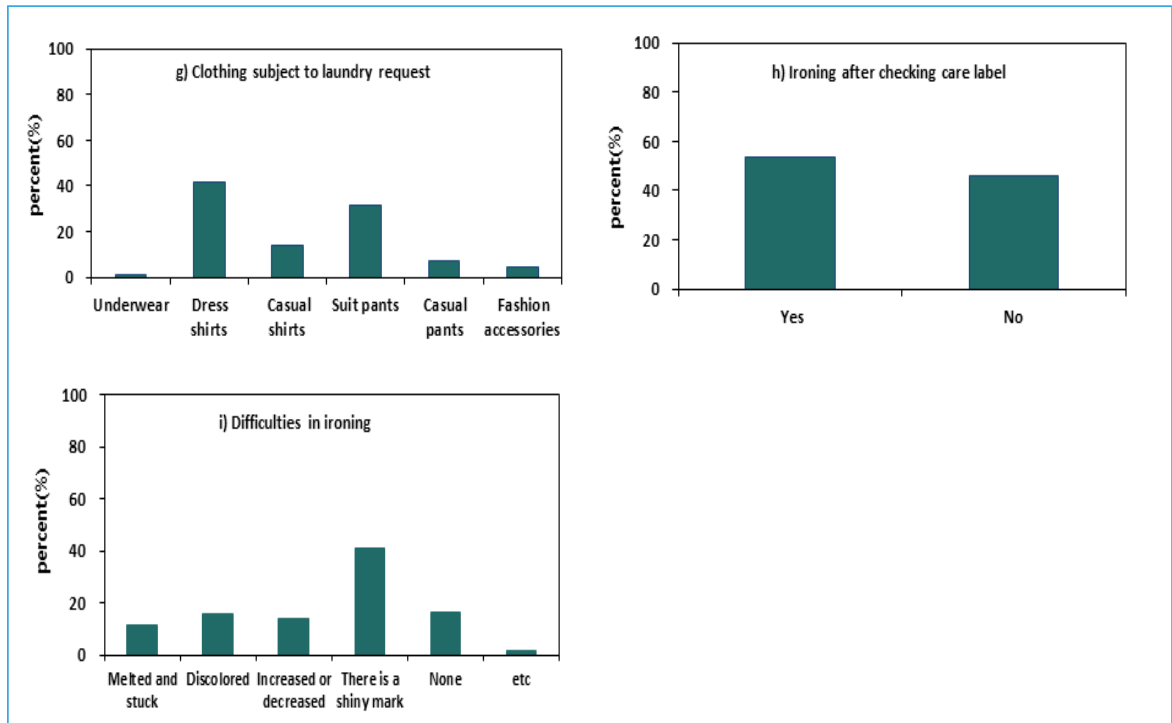 g) Clothing subject to laundry request
percent(%)
100
80
60
40
20
0
Underwear
Dress
shirts
Casual
shirts
Suit pants
Casual
pants
Fashion
accessories
h) Ironing after checking care label
percent(%)
100
80
60
40
20
0
Yes
No
i) Difficulties in ironing
percent(%)
100
80
60
40
20
0
Melted and
stuck
Discolored
Increased or
decreased
There is a
shiny mark
None
etc